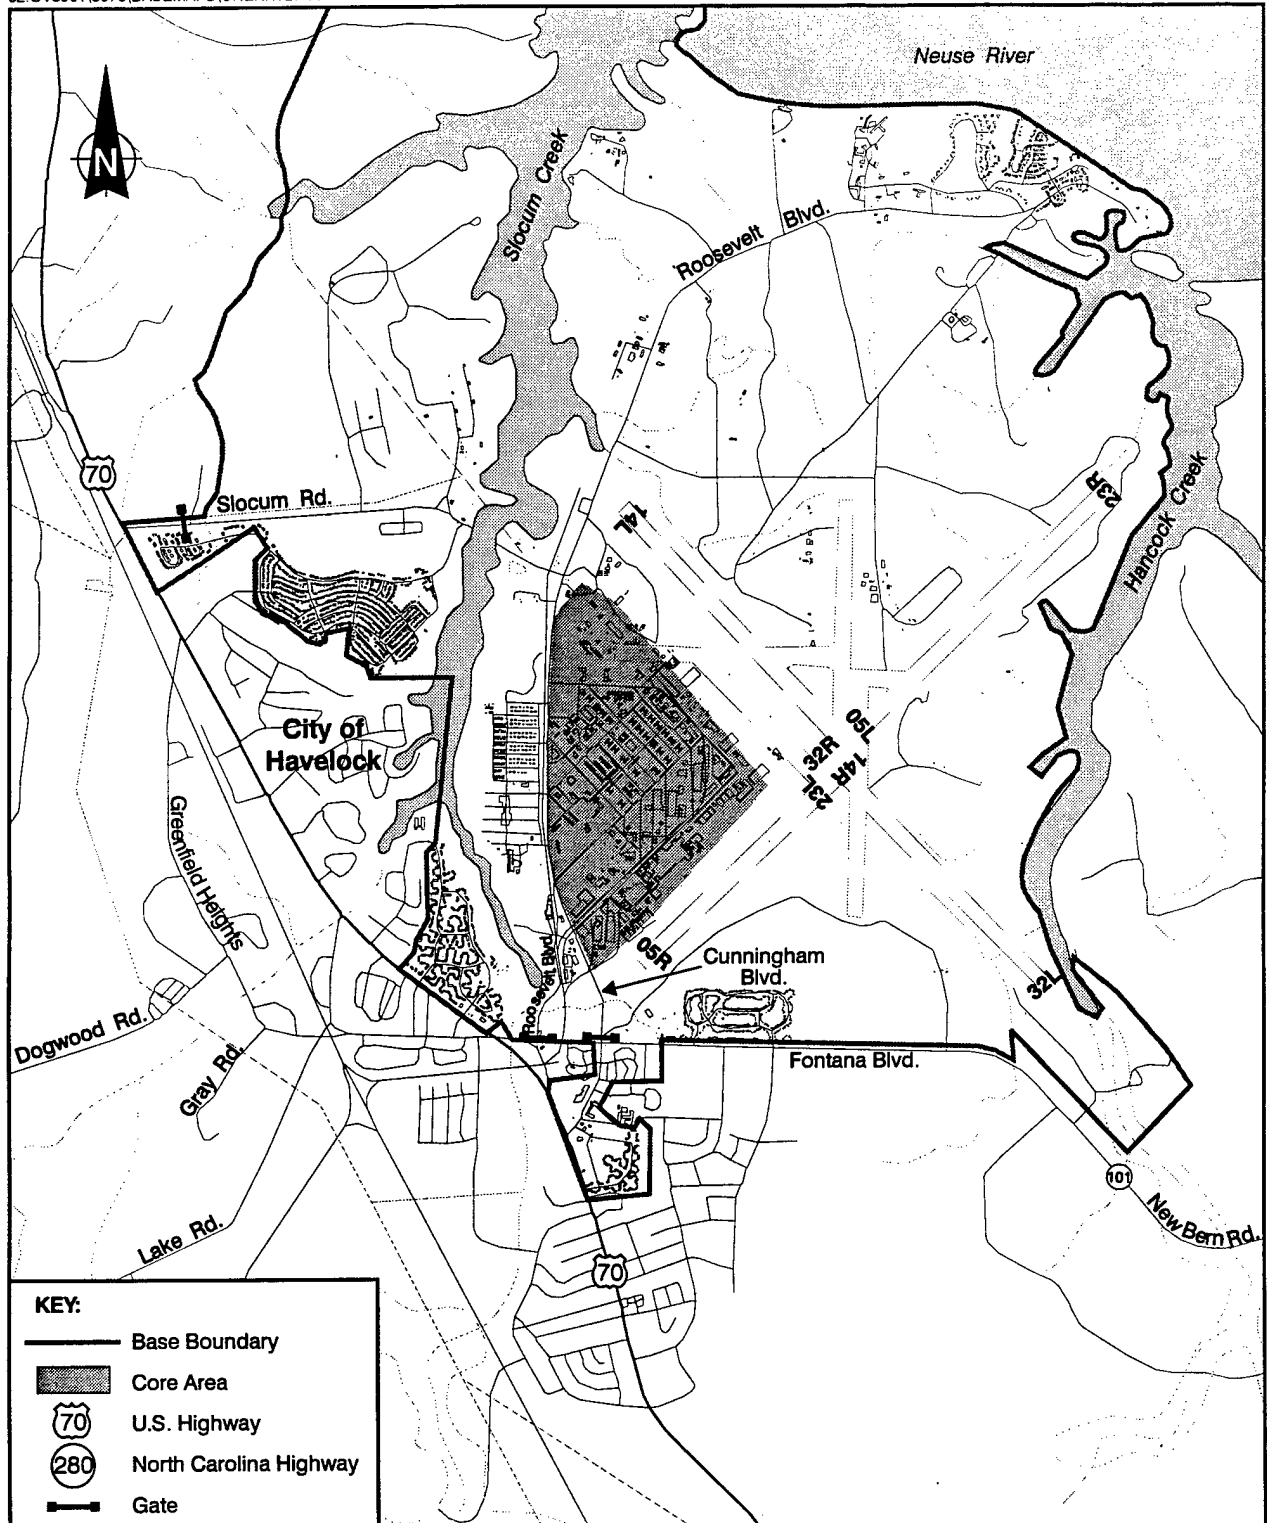 Neuse River
N
Slocum Creek
Roosevelt Blvd.
70
Slocum Rd.
14L
23R
Hancock Creek
City of
Havelock
05L
32R
14R
23L
Greenfield Heights
05R
Cunningham
Blvd.
Roosevelt Blvd.
32L
Dogwood Rd.
Gray Rd.
Fontana Blvd.
101
New Bern Rd.
Lake Rd.
70
KEY:
Base Boundary
Core Area
70 U.S. Highway
280 North Carolina Highway
Gate